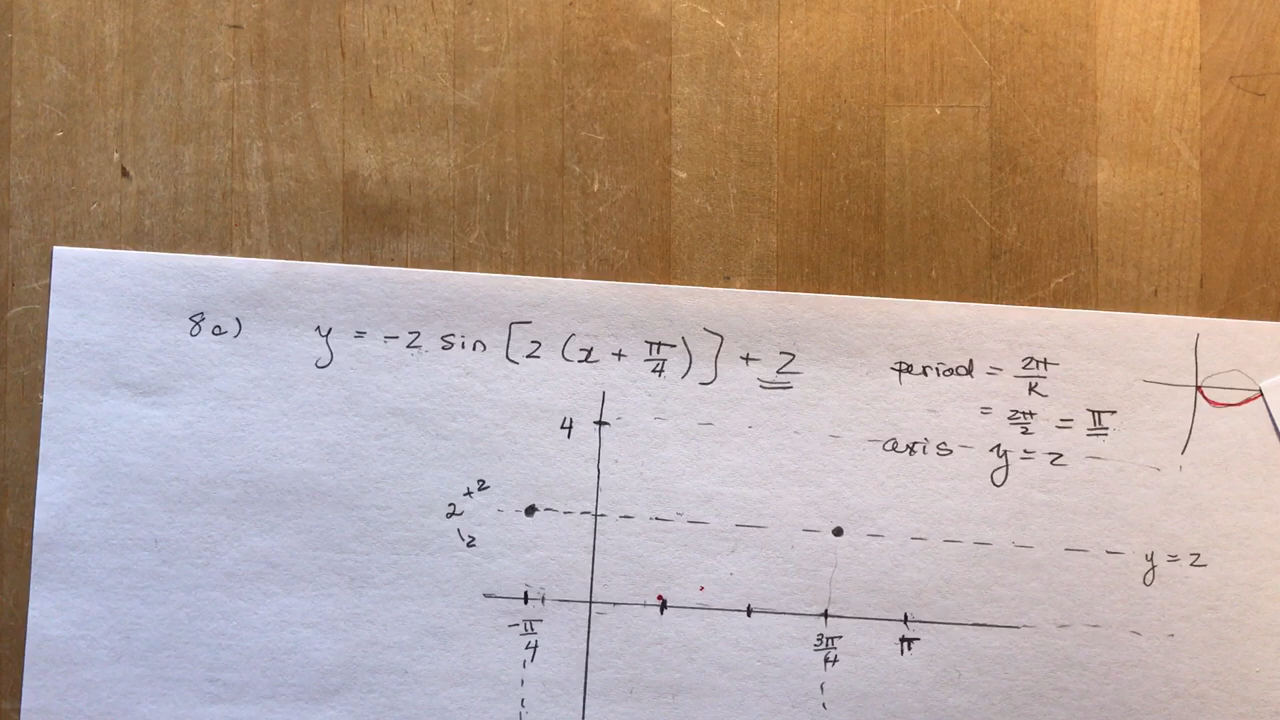 8c) y = -2 sin [2 (x + π/4)] + 2
period = 2π/K
= 2π/2 = π
axis - y = 2
4
2 +2
-2
y = 2
-π/4 3π/4 π